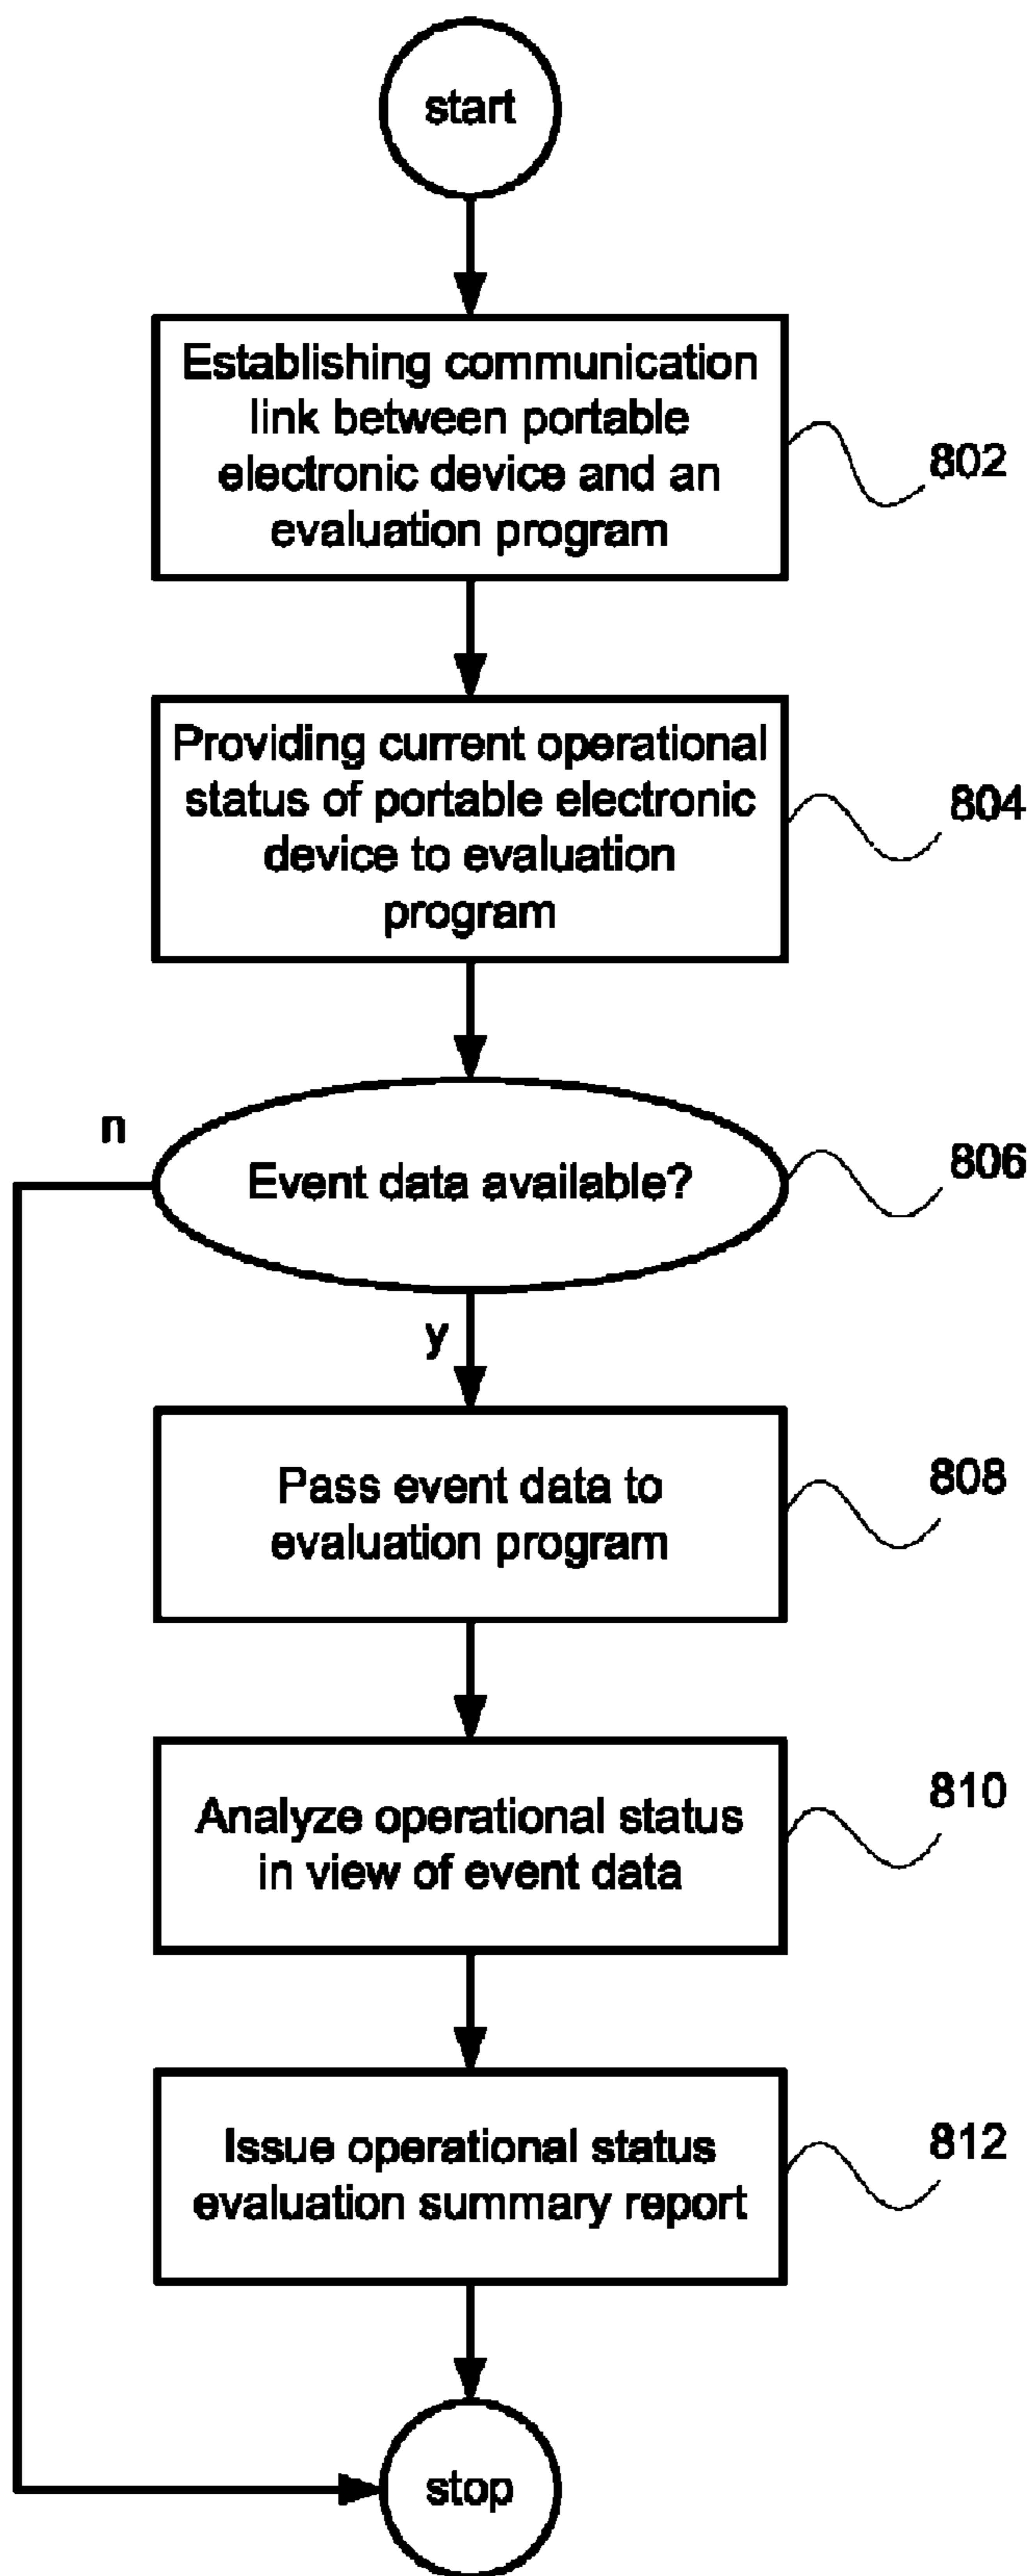 start
Establishing communication
link between portable
electronic device and an
evaluation program
802
Providing current operational
status of portable electronic
device to evaluation
program
804
n
Event data available?
806
y
Pass event data to
evaluation program
808
Analyze operational status
in view of event data
810
Issue operational status
evaluation summary report
812
stop